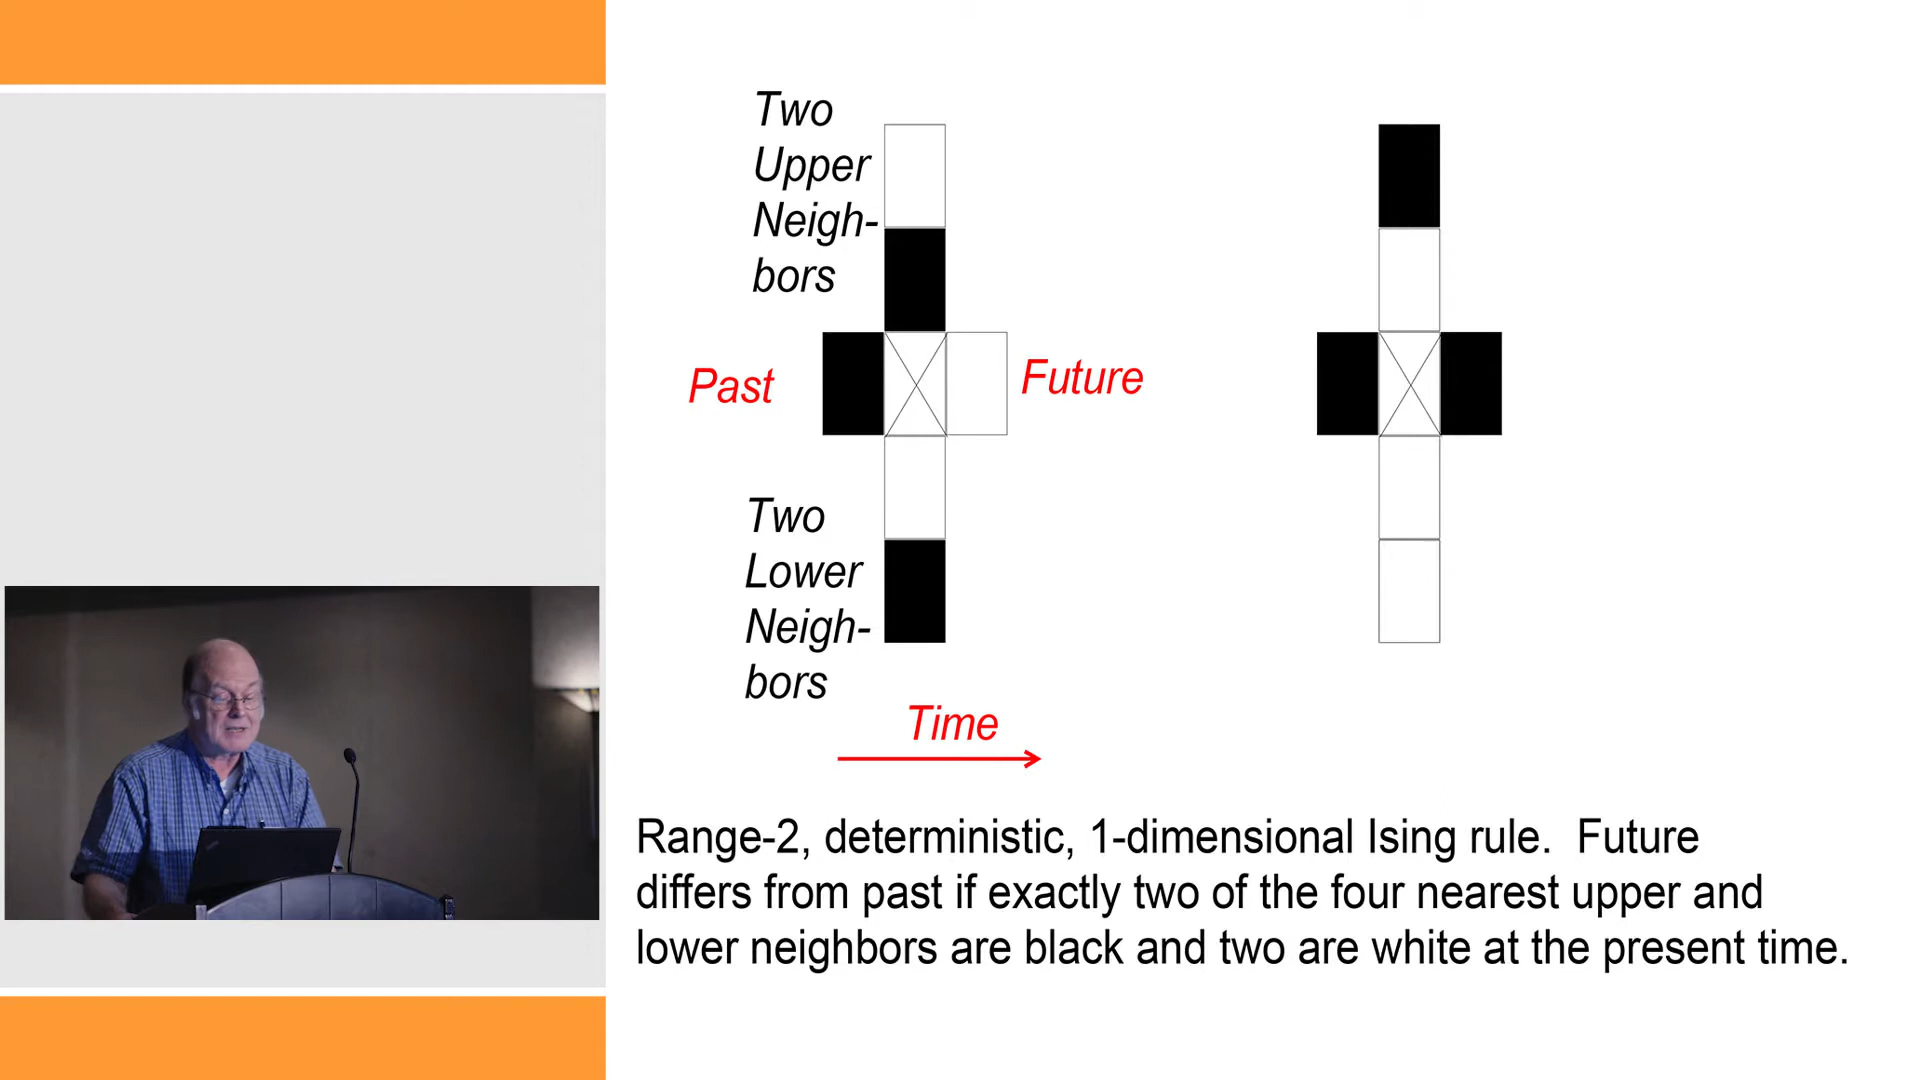 Two
Upper
Neigh-
bors
Past
Future
Two
Lower
Neigh-
bors
Time
Range-2, deterministic, 1-dimensional Ising rule.  Future
differs from past if exactly two of the four nearest upper and
lower neighbors are black and two are white at the present time.